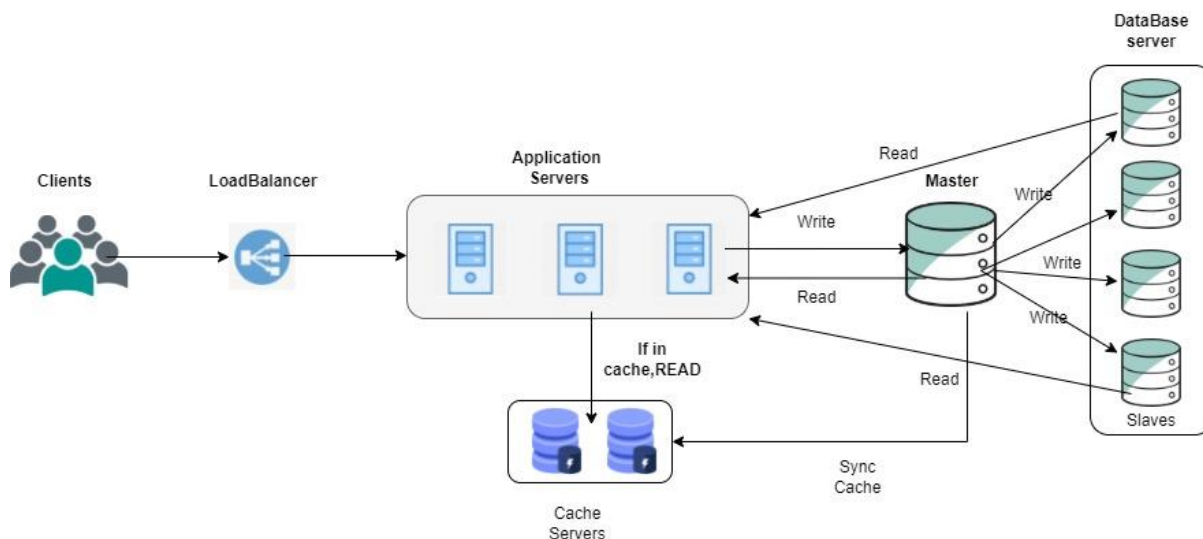 DataBase
server
Clients
LoadBalancer
Application
Servers
Read
Master
Write
Write
Write
Read
Write
Read
If in
cache,READ
Slaves
Sync
Cache
Cache
Servers